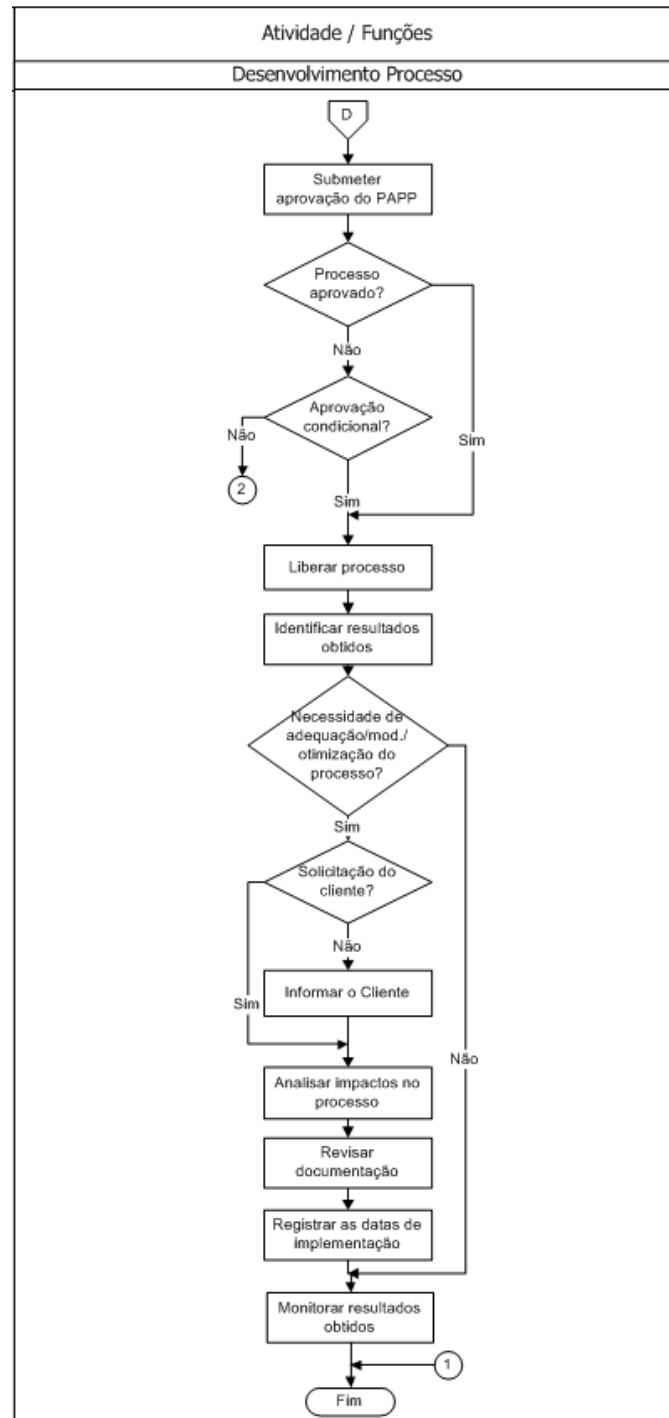 Atividade / Funções
Desenvolvimento Processo
D
Submeter
aprovação do PAPP
Processo
aprovado?
Não
Aprovação
condicional?
Não
Sim
2
Sim
Liberar processo
Identificar resultados
obtidos
Necessidade de
adequação/mod./
otimização do
processo?
Sim
Solicitação do
cliente?
Não
Informar o Cliente
Sim
Não
Analisar impactos no
processo
Revisar
documentação
Registrar as datas de
implementação
Monitorar resultados
obtidos
1
Fim